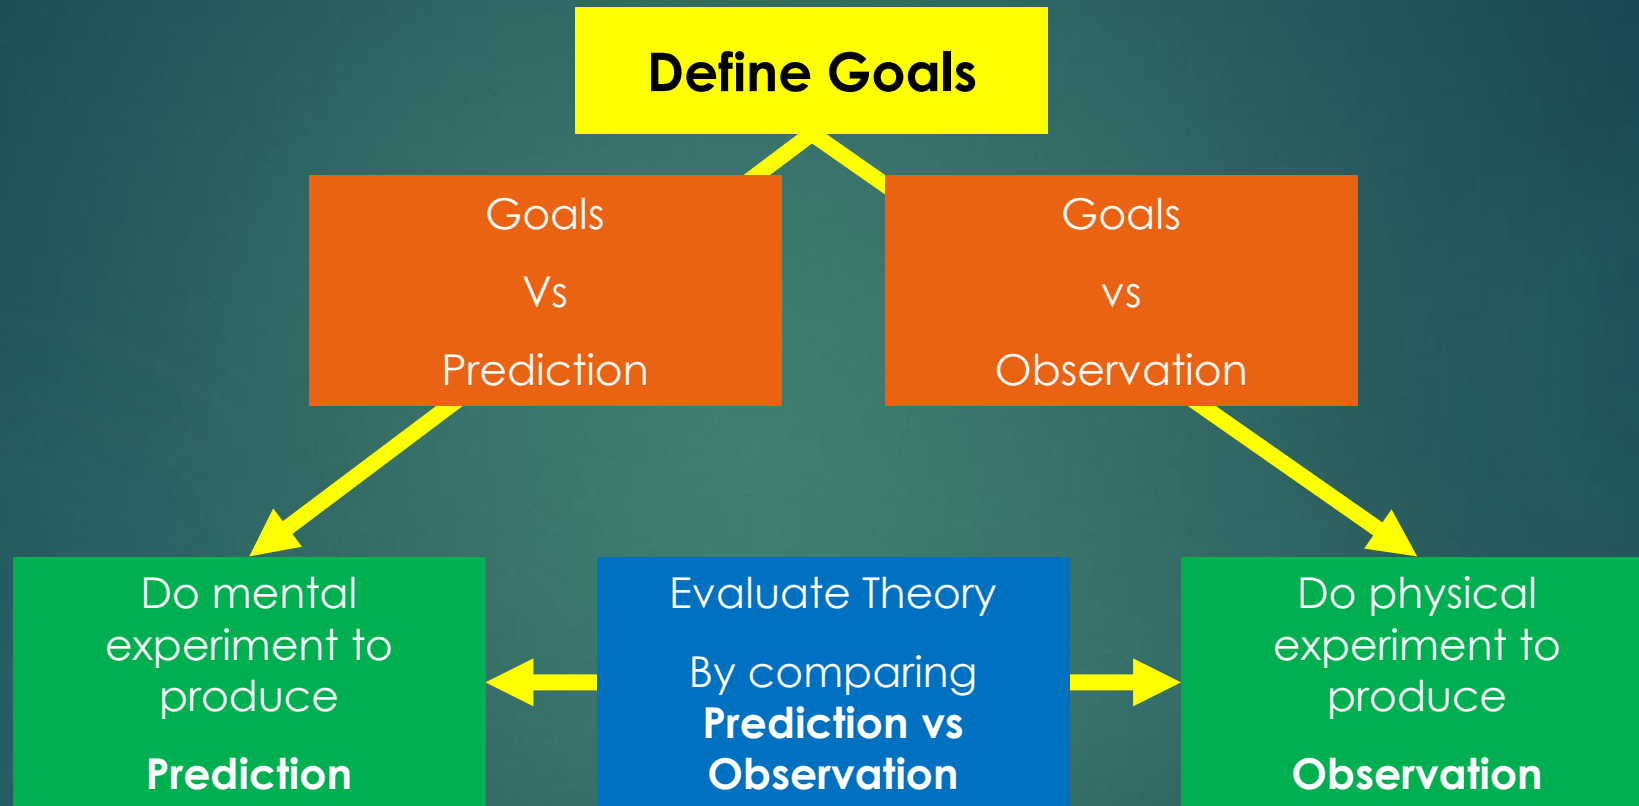 Define Goals
Goals
Vs
Prediction
Goals
vs
Observation
Do mental
experiment to
produce
Prediction
Evaluate Theory
By comparing
Prediction vs
Observation
Do physical
experiment to
produce
Observation